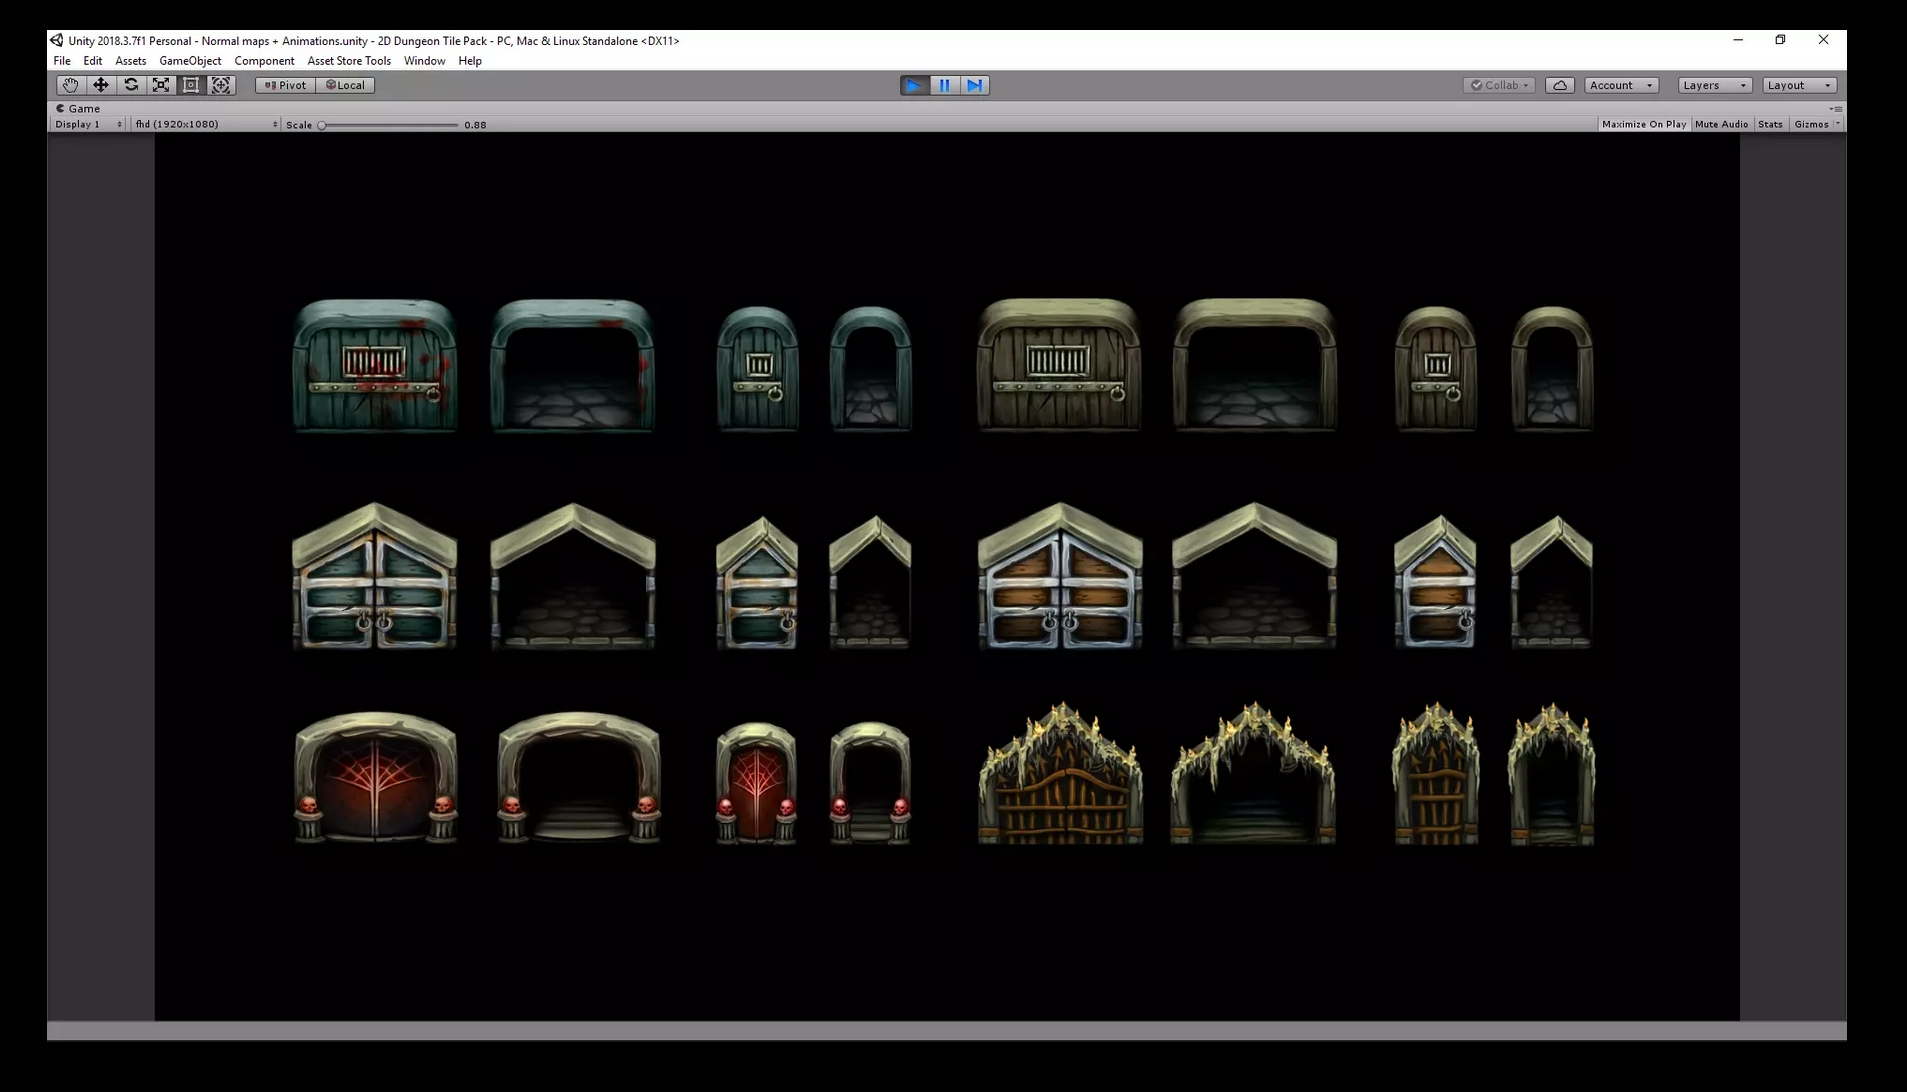 Unity 2018.3.7f1 Personal - Normal maps + Animations.unity - 2D Dungeon Tile Pack - PC, Mac & Linux Standalone <DX11>
File Edit Assets GameObject Component Asset Store Tools Window Help
Pivot Local Collab Account Layers Layout
Game
Display 1 fhd (1920x1080) Scale 0.88 Maximize On Play Mute Audio Stats Gizmos